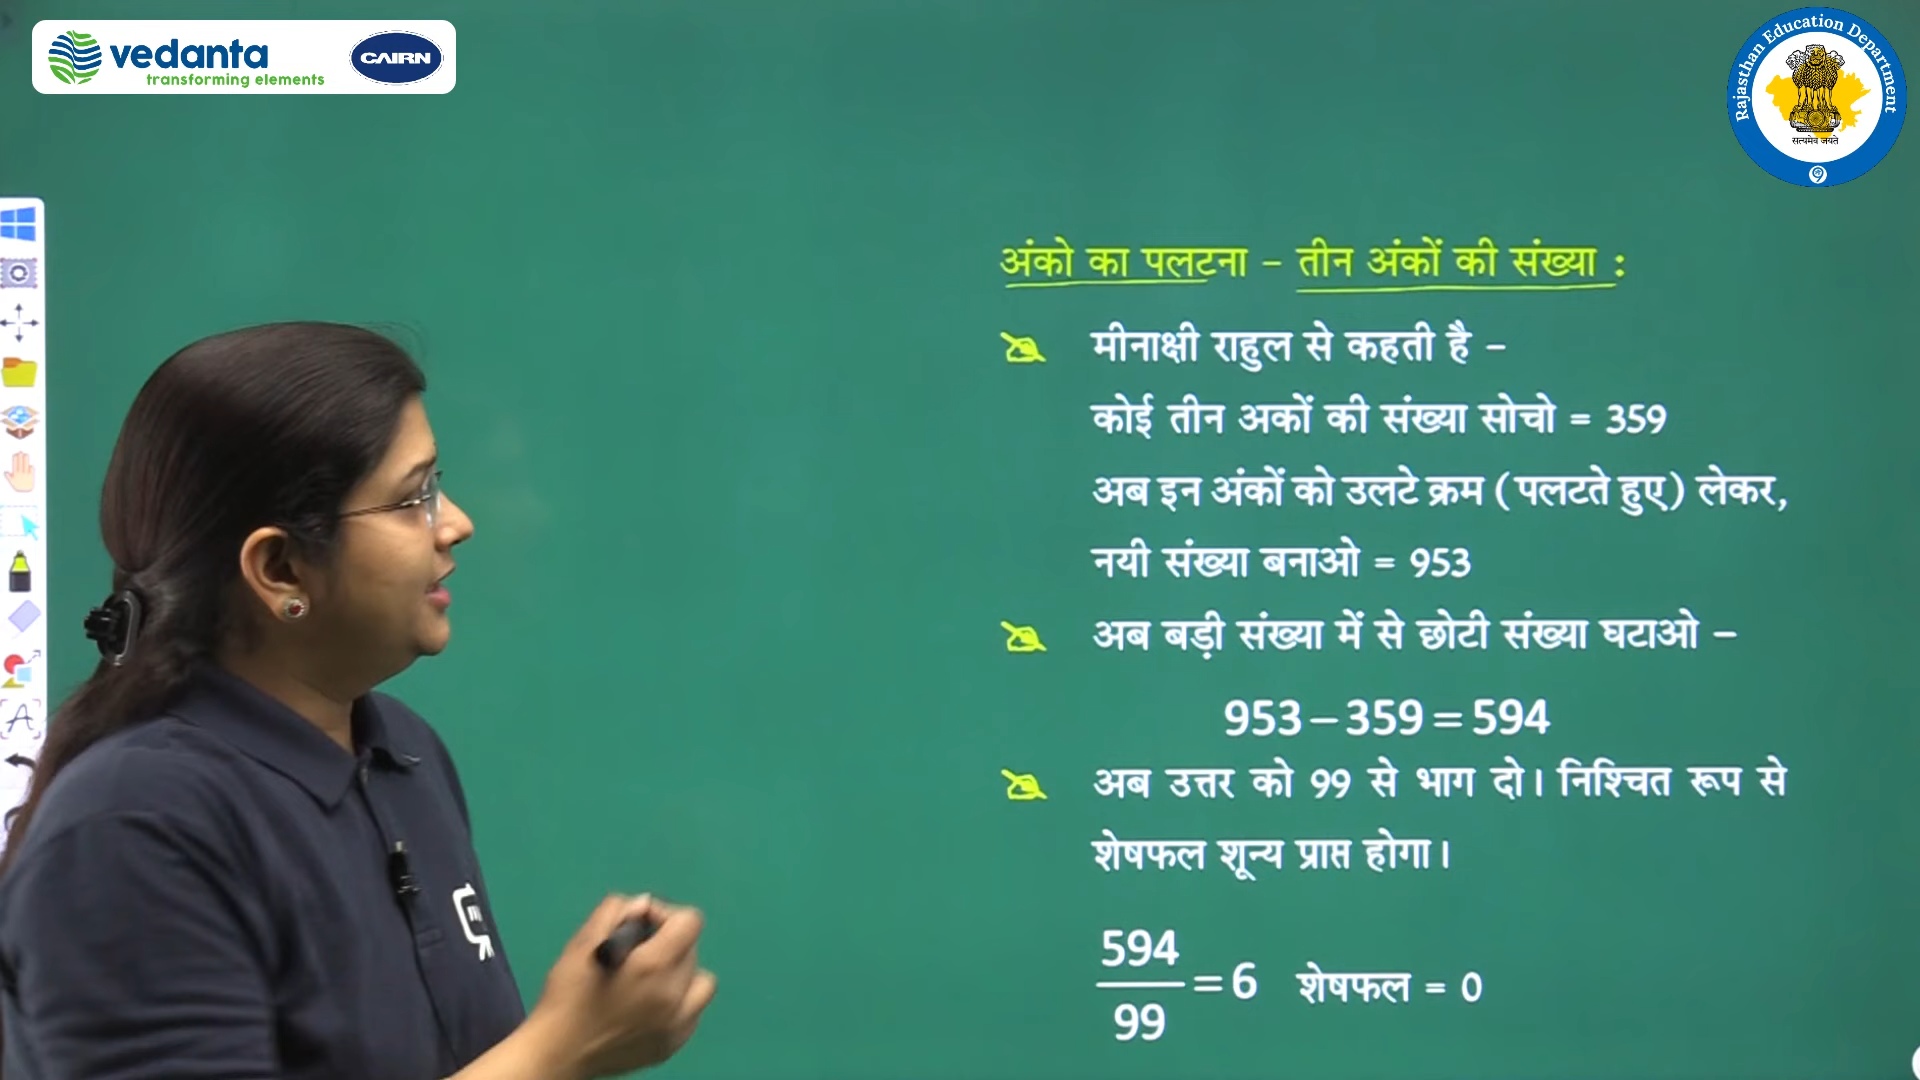 vedanta
transforming elements
CAIRN
Rajasthan Education Department
सत्यमेव जयते
अंको का पलटना – तीन अंकों की संख्या :
मीनाक्षी राहुल से कहती है –
कोई तीन अकों की संख्या सोचो = 359
अब इन अंकों को उलटे क्रम (पलटते हुए) लेकर,
नयी संख्या बनाओ = 953
अब बड़ी संख्या में से छोटी संख्या घटाओ –
953 – 359 = 594
अब उत्तर को 99 से भाग दो। निश्चित रूप से
शेषफल शून्य प्राप्त होगा।
594/99 = 6 शेषफल = 0